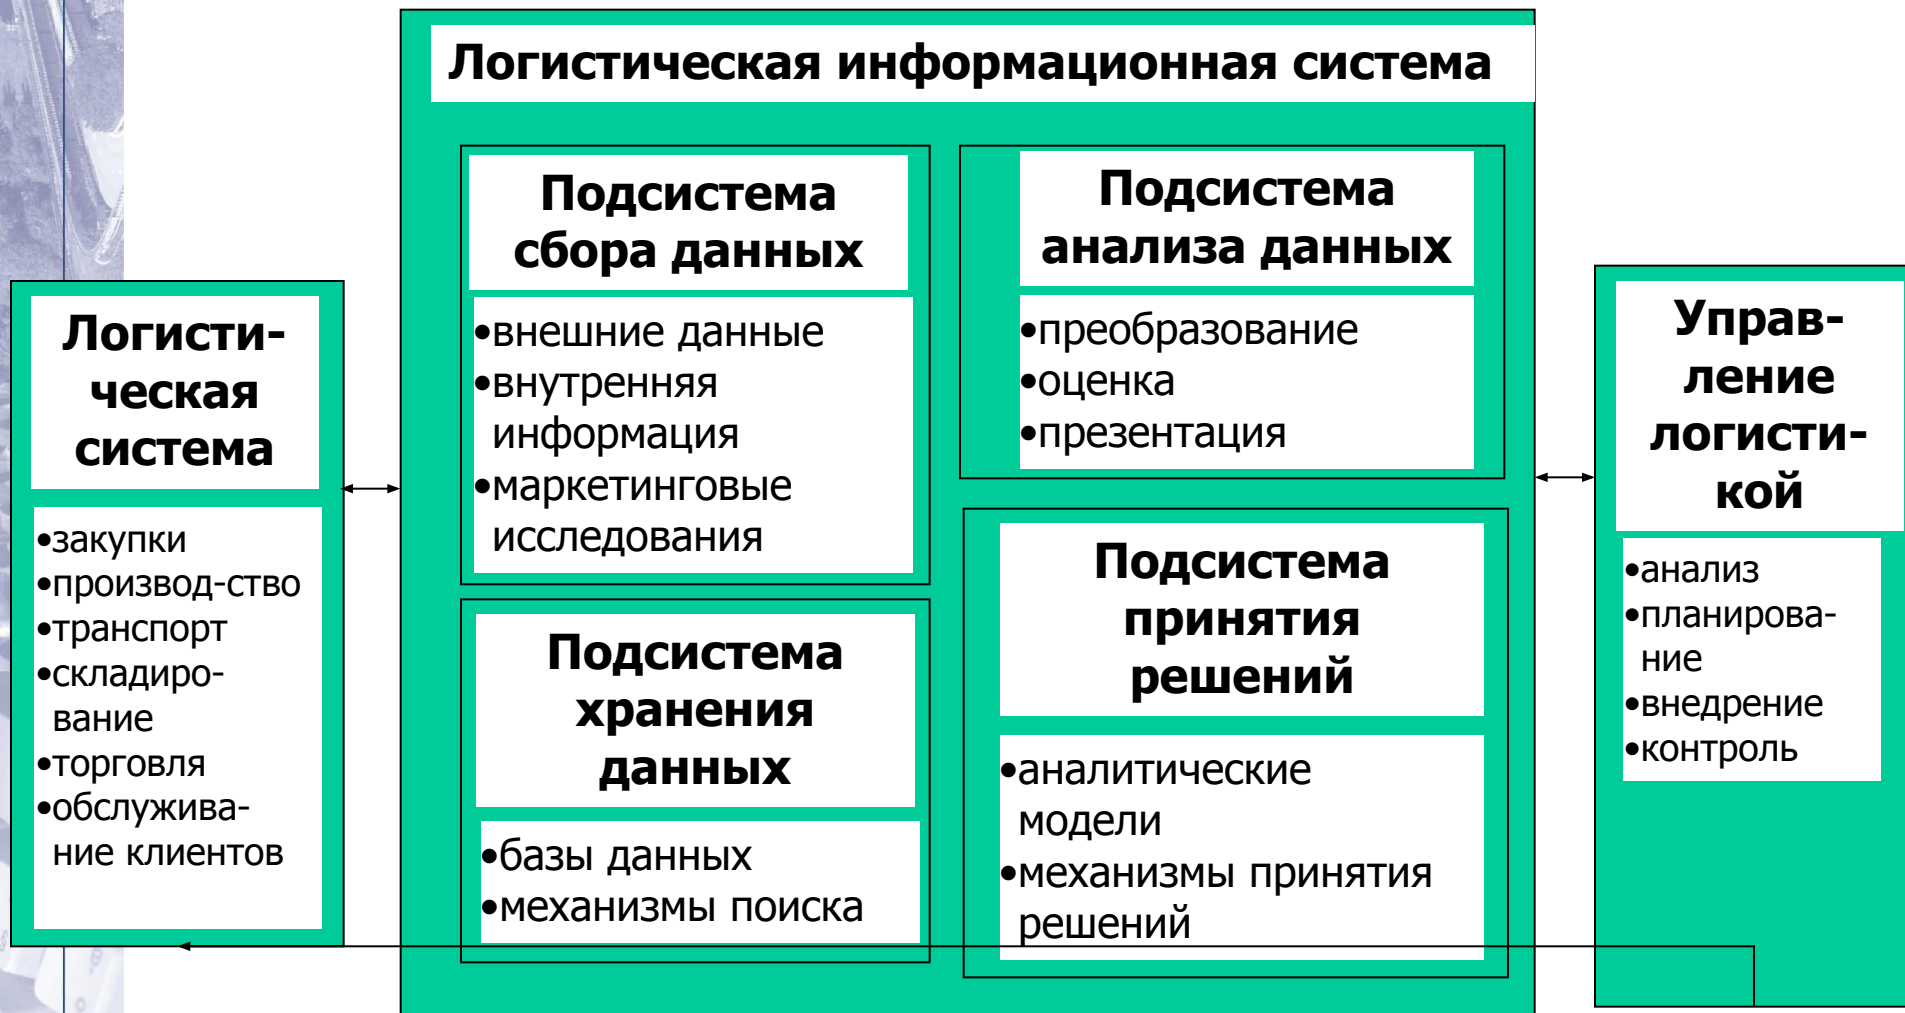 Логистическая информационная система
Логисти-
ческая
система
•закупки
•производ-ство
•транспорт
•складиро-
вание
•торговля
•обслужива-
ние клиентов
Подсистема
сбора данных
•внешние данные
•внутренняя
информация
•маркетинговые
исследования
Подсистема
хранения
данных
•базы данных
•механизмы поиска
Подсистема
анализа данных
•преобразование
•оценка
•презентация
Подсистема
принятия
решений
•аналитические
модели
•механизмы принятия
решений
Управ-
ление
логисти-
кой
•анализ
•планирова-
ние
•внедрение
•контроль